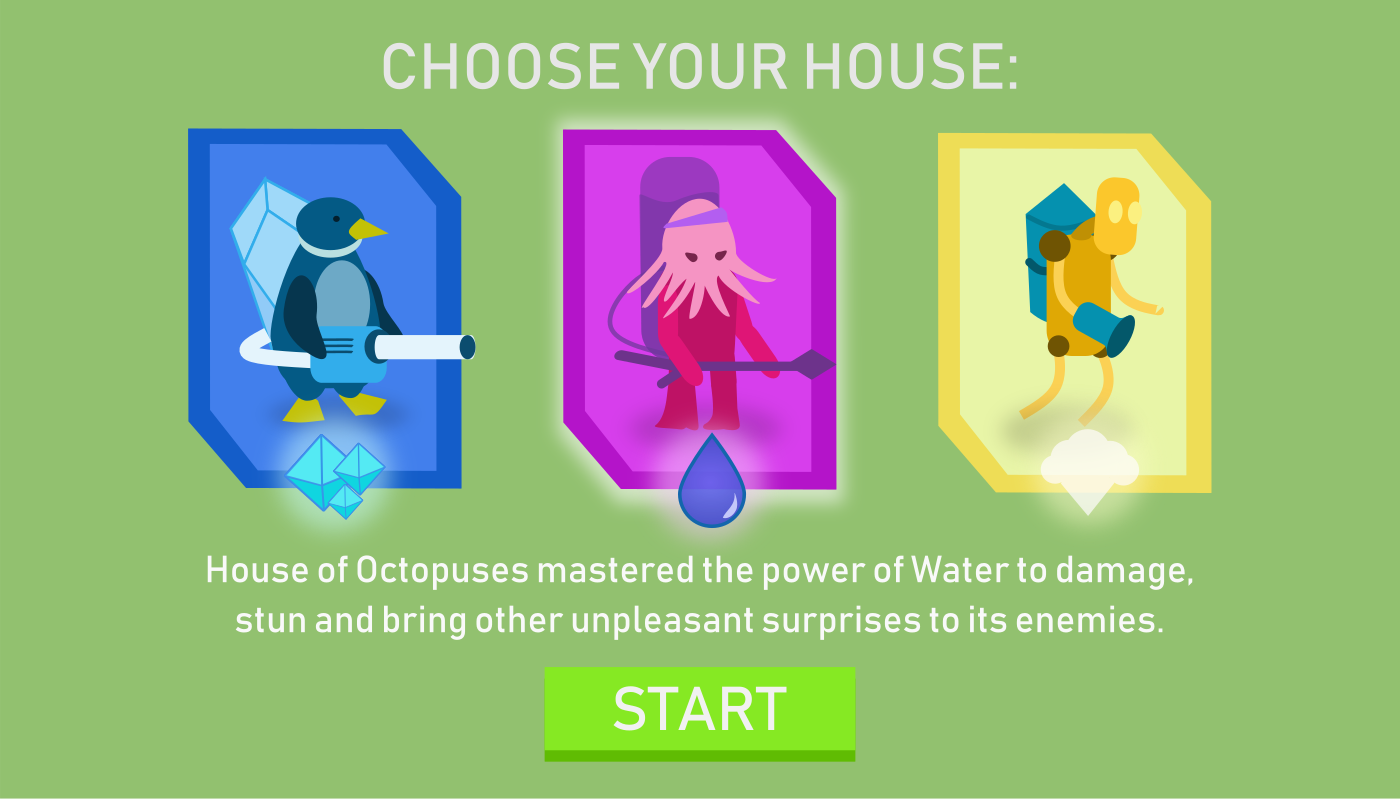 CHOOSE YOUR HOUSE:
House of Octopuses mastered the power of Water to damage,
stun and bring other unpleasant surprises to its enemies.
START